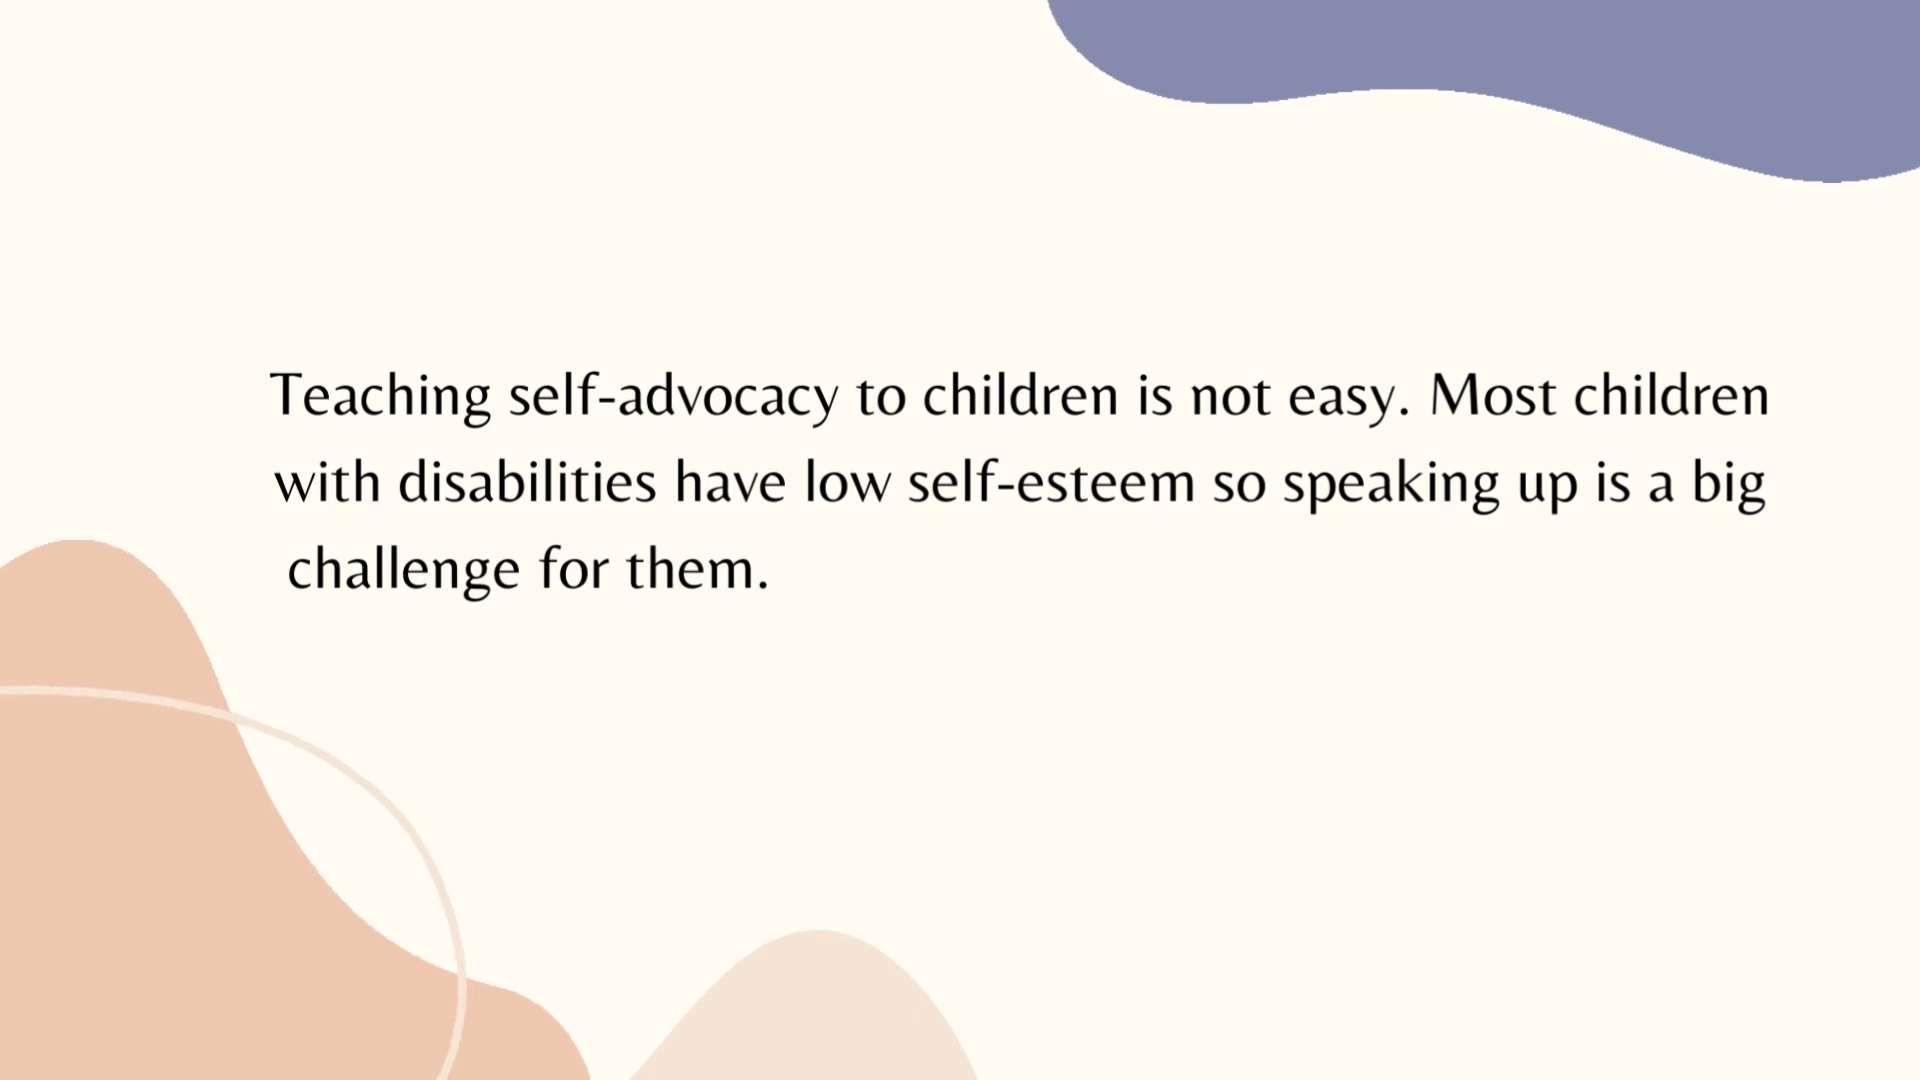 Teaching self-advocacy to children is not easy. Most children
with disabilities have low self-esteem so speaking up is a big
challenge for them.